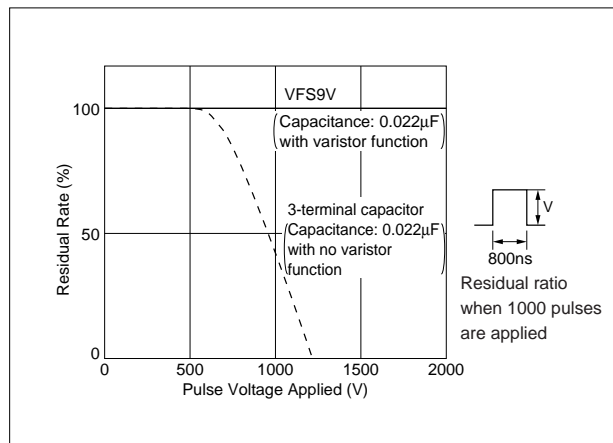 VFS9V
Capacitance: 0.022μF
with varistor function
3-terminal capacitor
Capacitance: 0.022μF
with no varistor
function
Residual Rate (%)
100
50
0
0 500 1000 1500 2000
Pulse Voltage Applied (V)
V
800ns
Residual ratio
when 1000 pulses
are applied